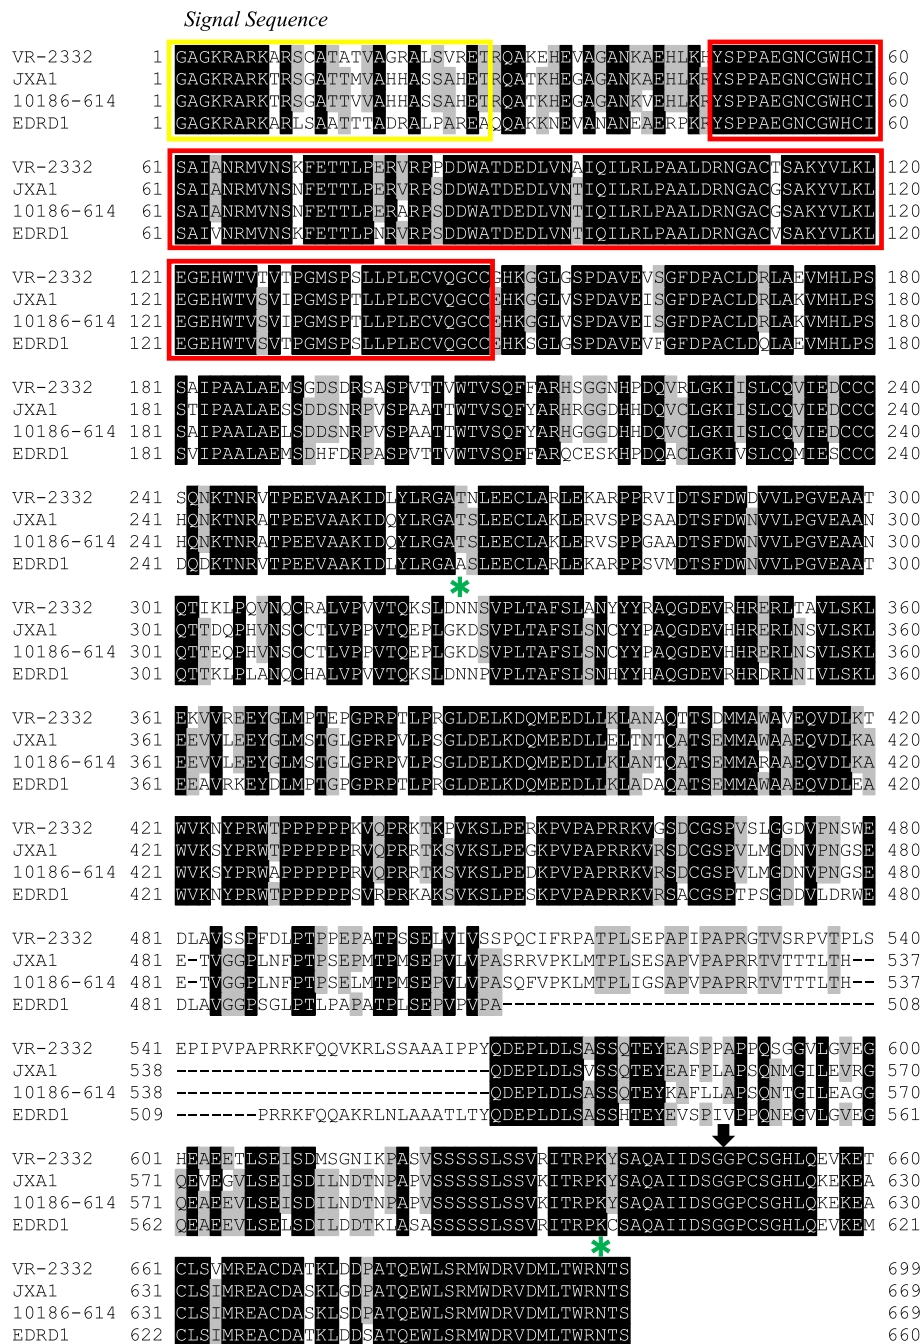 Signal Sequence
VR-2332 1 GAGKRARKARSCATATVAGRALSVRETRQAKEHEVAGANKAEHLKHYSPPAEGNCGWHCI 60
JXA1 1 GAGKRARKTRSGATTMVAHHASSAHETRQATKHEGAGANKAEHLKRYSPPAEGNCGWHCI 60
10186-614 1 GAGKRARKTRSGATTVVAHHASSAHETRQATKHEGAGANKVEHLKRYSPPAEGNCGWHCI 60
EDRD1 1 GAGKRARKARLSAATTTADRALPAREAQQAKKNEVANANEAERPKRYSPPAEGNCGWHCI 60
VR-2332 61 SAIANRMVNSKFETTLPERVRPPDDWATDEDLVNAIQILRLPAALDRNGACTSAKYVLKL 120
JXA1 61 SAIANRMVNSNFETTLPERVRPSDDWATDEDLVNTIQILRLPAALDRNGACGSAKYVLKL 120
10186-614 61 SAIANRMVNSNFETTLPERARPSDDWATDEDLVNTIQILRLPAALDRNGACGSAKYVLKL 120
EDRD1 61 SAIVNRMVNSKFETTLPNRVRPSDDWATDEDLVNTIQILRLPAALDRNGACVSAKYVLKL 120
VR-2332 121 EGEHWTVTVTPGMSPSLLPLECVQGCCGHKGGLGSPDAVEVSGFDPACLDRLAEVMHLPS 180
JXA1 121 EGEHWTVSVIPGMSPTLLPLECVQGCCEHKGGLVSPDAVEISGFDPACLDRLAKVMHLPS 180
10186-614 121 EGEHWTVSVIPGMSPTLLPLECVQGCCEHKGGLVSPDAVEISGFDPACLDRLAKVMHLPS 180
EDRD1 121 EGEHWTVSVIPGMSPSLLPLECVQGCCEHKSGLGSPDAVEVFGFDPACLDQLAEVMHLPS 180
VR-2332 181 SAIPAALAEMSGDSDRSASPVTTVWTVSQFFARHSGGNHPDQVRLGKIISLCQVIEDCCC 240
JXA1 181 STIPAALAESSDDSNRPVSPAATTWTVSQFYARHRGGDHHDQVCLGKIISLCQVIEDCCC 240
10186-614 181 SAIPAALAELSDDSNRPVSPAATTWTVSQFYARHGGGDHHDQVCLGKIISLCQVIEDCCC 240
EDRD1 181 SVIPAALAEMSDHFDRPASPVTTVWTVSQFFARQCESKHPDQACLGKIVSLCQMIESCCC 240
VR-2332 241 SQNKTNRVTPEEVAAKIDLYLRGATNLEECLARLEKARPPRVIDTSFDWDVVLPGVEAAT 300
JXA1 241 HQNKTNRATPEEVAAKIDQYLRGATSLEECLAKLERVSPPSAADTSFDWNVVLPGVEAAN 300
10186-614 241 HQNKTNRATPEEVAAKIDQYLRGATSLEECLAKLERVSPPGAADTSFDWNVVLPGVEAAN 300
EDRD1 241 DQDKTNRVTPEEVAAKIDLYLRGAASLEECLARLEKARPPSVMDTSFDWNVVLPGVEAAT 300
*
VR-2332 301 QTIKLPQVNQCRALVPVVTQKSLDNNSVPLTAFSLANYYYRAQGDEVRHRERLTAVLSKL 360
JXA1 301 QTTDQPHVNSCCTLVPPVTQEPLGKDSVPLTAFSLSNCYYPAQGDEVHHRERLNSVLSKL 360
10186-614 301 QTTEQPHVNSCCTLVPPVTQEPLGKDSVPLTAFSLSNCYYPAQGDEVHHRERLNSVLSKL 360
EDRD1 301 QTTKLPLANQCHALVPVVTQKSLDNNPVPLTAFSLSNYYHAQGDEVRHRDRLNIVLSKL 360
VR-2332 361 EKVVREEYGLMPTEPGPRPTLPRGLDELKDQMEEDLLKLANAQTTSDMMAWAVEQVDLKT 420
JXA1 361 EEVVLEEYGLMSTGLGPRPVLPSGLDELKDQMEEDLLELTNTQATSEMMAWAAEQVDLKA 420
10186-614 361 EEVVLEEYGLMSTGLGPRPVLPSGLDELKDQMEEDLLKLANTQATSEMMARAAEQVDLKA 420
EDRD1 361 EEAVRKEYDLMPTGPGPRPTLPRGLDELKDQMEEDLLKLADAQATSEMMAWAAEQVDLEA 420
VR-2332 421 WVKNYPRWTPPPPPPKVQPRKTKPVKSLPERKPVPAPRRKVGSDCGSPVSLGGDVPNSWE 480
JXA1 421 WVKSYPRWTPPPPPPRVQPRRTKSVKSLPEGKPVPAPRRKVRSDCGSPVLMGDNVPNGSE 480
10186-614 421 WVKSYPRWAPPPPPPRVQPRRTKSVKSLPEGKPVPAPRRKVRSDCGSPVLMGDNVPNGSE 480
EDRD1 421 WVKNYPRWTPPPPPPSVRPRKAKSVKSLPESKPVPAPRRKVRSACGSPTPSGDDVLDRWE 480
VR-2332 481 DLAVSSPFDLPTPPEPATPSSELVIVSSPQCIFRPATPLSEPAPIPAPRGTVSRPVTPLS 540
JXA1 481 E-TVGGPLNFPTPSEPMTPMSEPVLVPASRRVPKLMTPLSESAPVPAPRRTVTTTLTH-- 537
10186-614 481 E-TVGGPLNFPTPSELMTPMSEPVLVPASQFVPKLMTPLIGSAPVPAPRRTVTTTLTH-- 537
EDRD1 481 DLAVGGPSGLPTLPAPATPLSEPVPVPA-------------------------------- 508
VR-2332 541 EPIPVPAPRRKFQQVKRLSSAAAIPPYQDEPLDLSASSQTEYEASPPAPPQSGGVLGVEG 600
JXA1 538 ---------------------------QDEPLDLSVSSQTEYEAFPLAPSQNMGILEVRG 570
10186-614 538 ---------------------------QDEPLDLSASSQTEYKAFLLAPSQNTGILEAGG 570
EDRD1 509 -------PRRKFQQAKRLNLAAATLTYQDEPLDLSASSHTEYEVSPIVPPQNEGVLGVEG 561
VR-2332 601 HEAEETLSEISDMSGNIKPASVSSSSSLSSVRITRPKYSAQAIIDSGGPCSGHLQEVKET 660
JXA1 571 QEVEGVLSEISDILNDTNPAPVSSSSSLSSVRITRPKYSAQAIIDSGGPCSGHLQKEKEA 630
10186-614 571 QEAEEVLSEISDILNDTNPAPVSSSSSLSSVRITRPKYSAQAIIDSGGPCSGHLQKEKEA 630
EDRD1 562 QEAEEVLSELSDILDDTKLASASSSSSLSSVRITRPKCSAQAIIDSGGPCSGHLQEVKEM 621
*
VR-2332 661 CLSVMREACDATKLDDPATQEWLSRMWDRVDMLTWRNTS 699
JXA1 631 CLSIMREACDASKLGDPATQEWLSRMWDRVDMLTWRNTS 669
10186-614 631 CLSIMREACDASKLSDPATQEWLSRMWDRVDMLTWRNTS 669
EDRD1 622 CLSIMREACDATKLDDSATQEWLSRMWDRVDMLTWRNTS 660